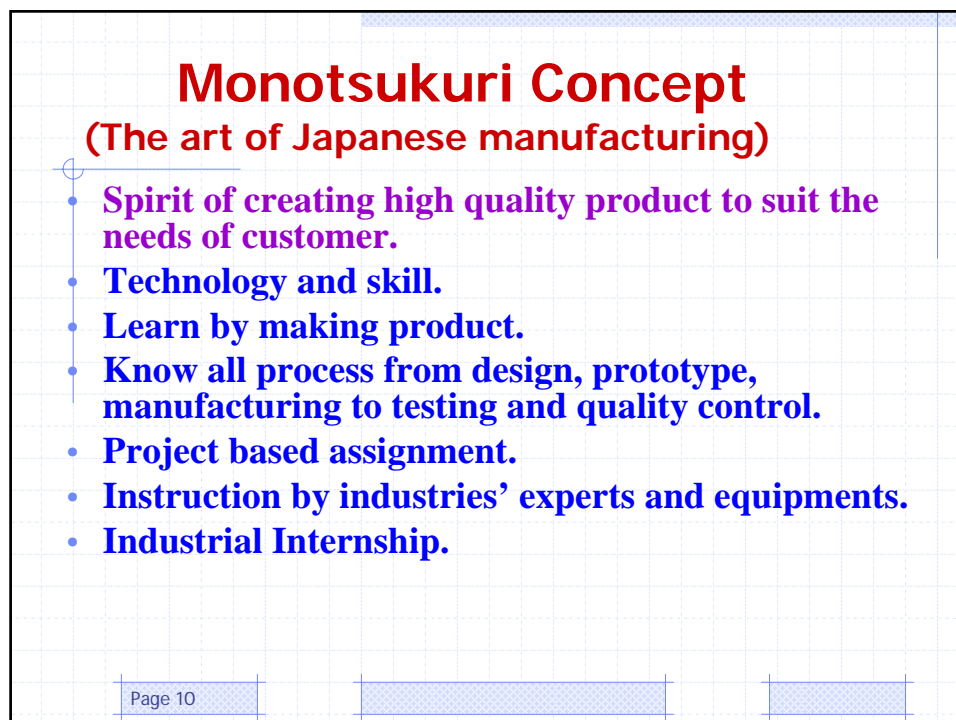 Monotsukuri Concept
(The art of Japanese manufacturing)
• Spirit of creating high quality product to suit the
needs of customer.
• Technology and skill.
• Learn by making product.
• Know all process from design, prototype,
manufacturing to testing and quality control.
• Project based assignment.
• Instruction by industries’ experts and equipments.
• Industrial Internship.
Page 10